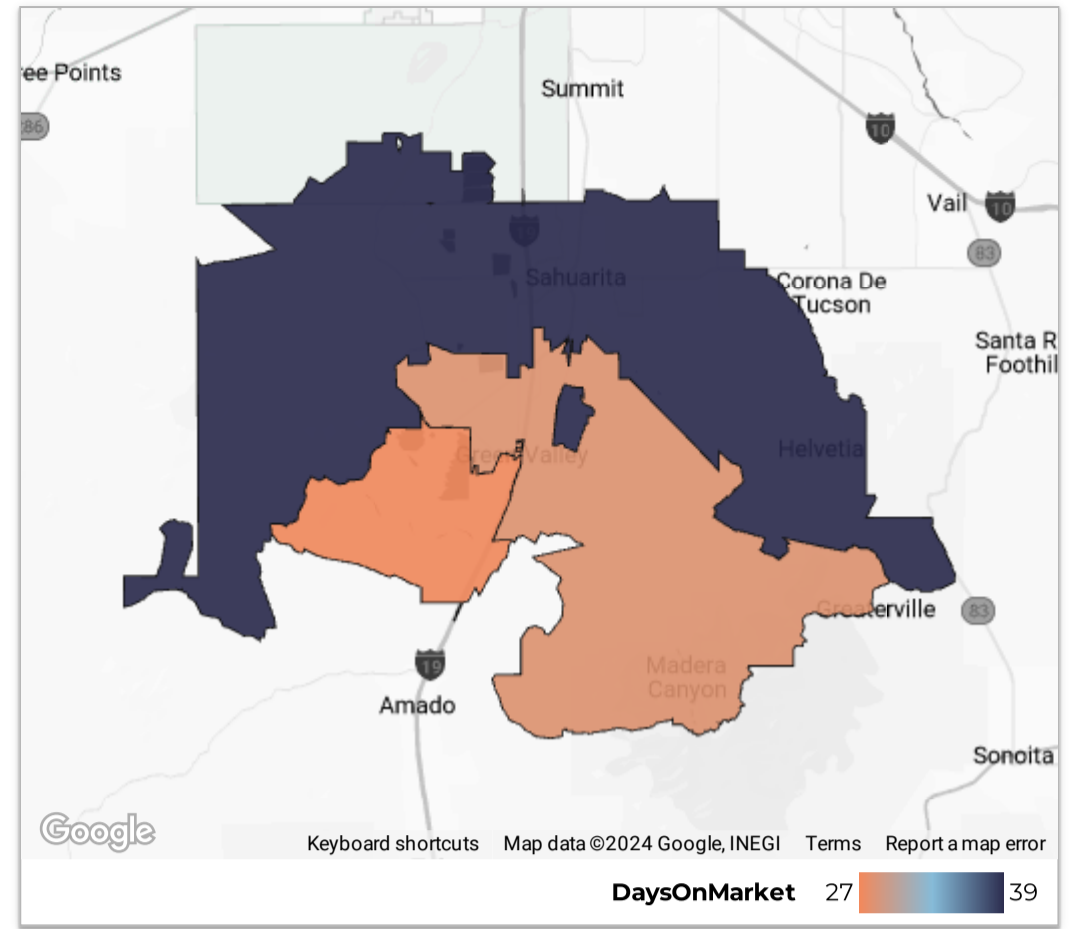 ree Points
Summit
86
10
Vail
10
19
83
Sahuarita
Corona De
Tucson
Santa R
Foothil
Helvetia
Green Valley
Greaterville
83
Madera
Canyon
19
Amado
Sonoita
Google
Keyboard shortcuts Map data ©2024 Google, INEGI Terms Report a map error
DaysOnMarket 27 39